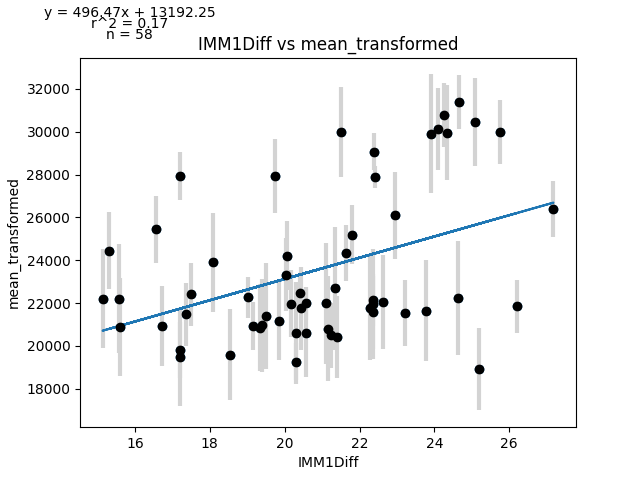 y = 496.47x + 13192.25
r^2 = 0.17
n = 58
IMM1Diff vs mean_transformed
mean_transformed
32000
30000
28000
26000
24000
22000
20000
18000
16
18
20
22
24
26
IMM1Diff